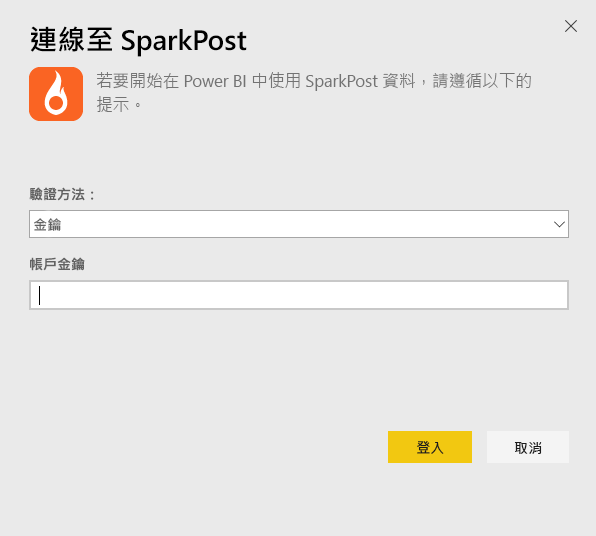 連線至 SparkPost
若要開始在 Power BI 中使用 SparkPost 資料，請遵循以下的
提示。
驗證方法：
金鑰
帳戶金鑰
登入
取消